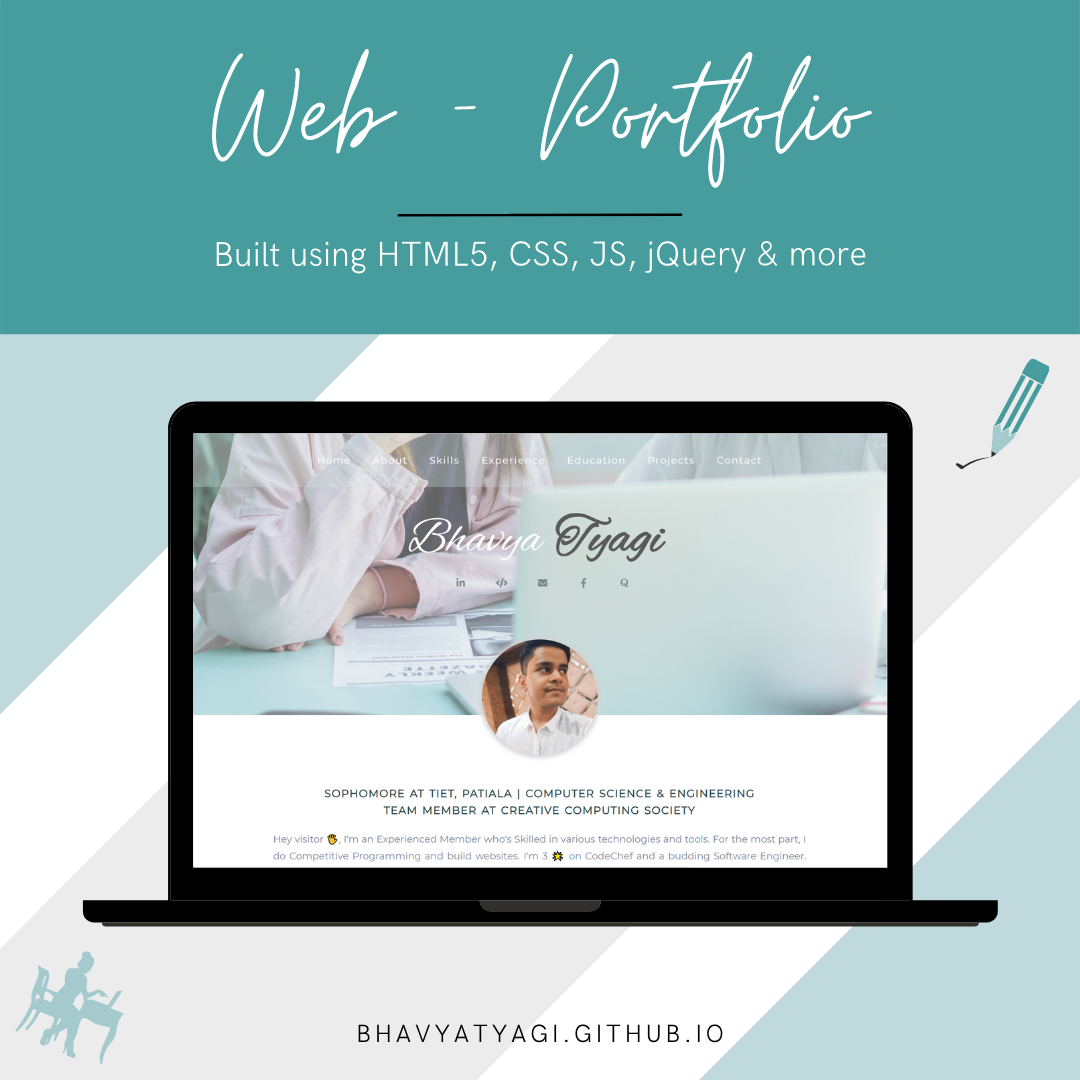 Web - Portfolio
Built using HTML5, CSS, JS, jQuery & more
Home About Skills Experience Education Projects Contact
Bhavya Tyagi
SOPHOMORE AT TIET, PATIALA | COMPUTER SCIENCE & ENGINEERING
TEAM MEMBER AT CREATIVE COMPUTING SOCIETY
Hey visitor 👋, I'm an Experienced Member who's Skilled in various technologies and tools. For the most part, I
do Competitive Programming and build websites. I'm 3 🌟 on CodeChef and a budding Software Engineer.
BHAVYATYAGI.GITHUB.IO